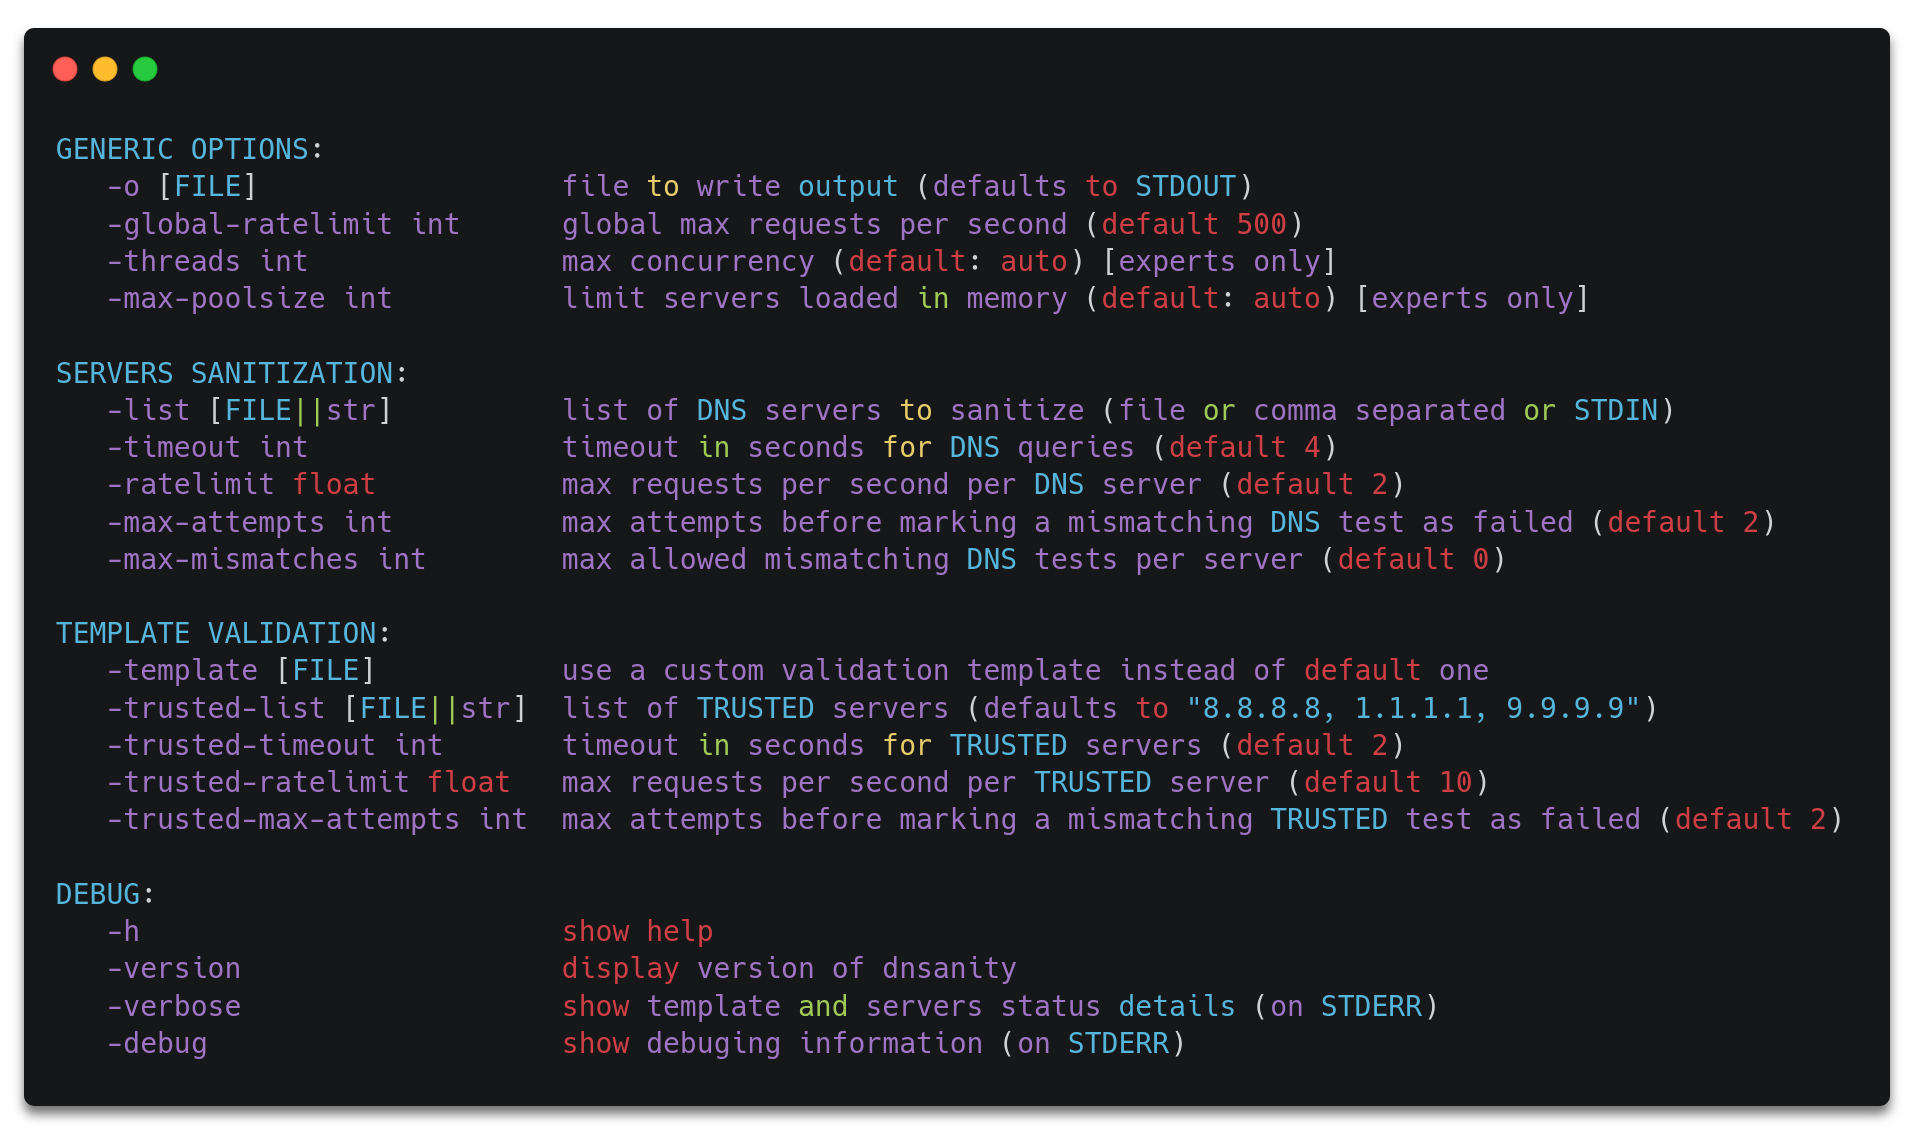 GENERIC OPTIONS:
   -o [FILE]                  file to write output (defaults to STDOUT)
   -global-ratelimit int      global max requests per second (default 500)
   -threads int               max concurrency (default: auto) [experts only]
   -max-poolsize int          limit servers loaded in memory (default: auto) [experts only]

SERVERS SANITIZATION:
   -list [FILE||str]          list of DNS servers to sanitize (file or comma separated or STDIN)
   -timeout int               timeout in seconds for DNS queries (default 4)
   -ratelimit float           max requests per second per DNS server (default 2)
   -max-attempts int          max attempts before marking a mismatching DNS test as failed (default 2)
   -max-mismatches int        max allowed mismatching DNS tests per server (default 0)

TEMPLATE VALIDATION:
   -template [FILE]           use a custom validation template instead of default one
   -trusted-list [FILE||str]  list of TRUSTED servers (defaults to "8.8.8.8, 1.1.1.1, 9.9.9.9")
   -trusted-timeout int       timeout in seconds for TRUSTED servers (default 2)
   -trusted-ratelimit float   max requests per second per TRUSTED server (default 10)
   -trusted-max-attempts int  max attempts before marking a mismatching TRUSTED test as failed (default 2)

DEBUG:
   -h                         show help
   -version                   display version of dnsanity
   -verbose                   show template and servers status details (on STDERR)
   -debug                     show debuging information (on STDERR)